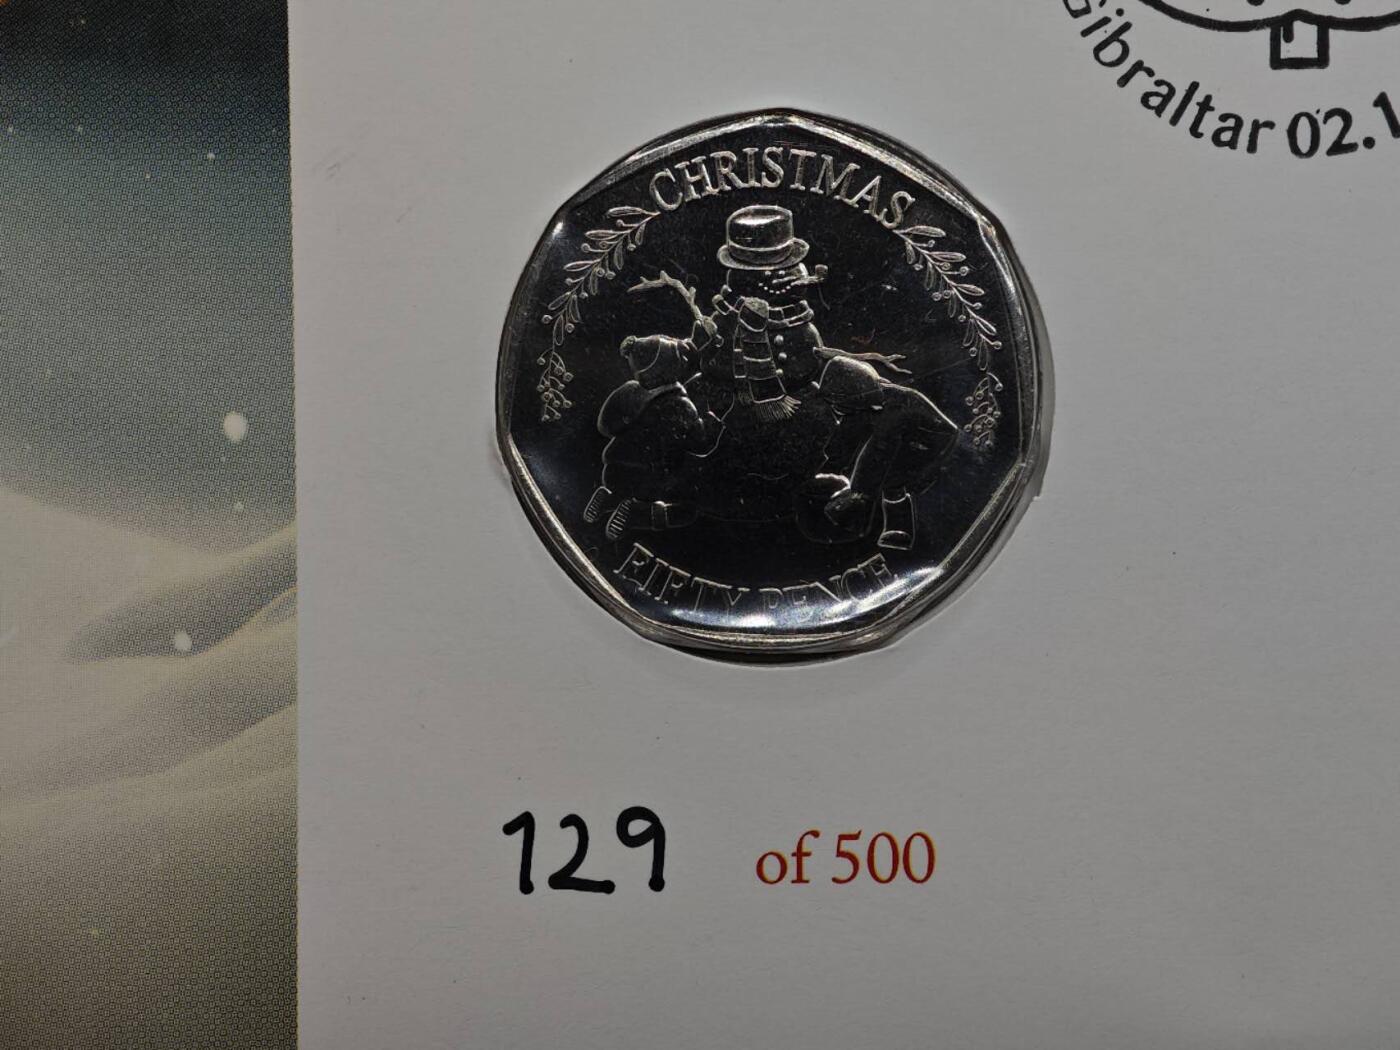 Gibraltar 02.1
CHRISTMAS
FIFTY PENCE
129 of 500